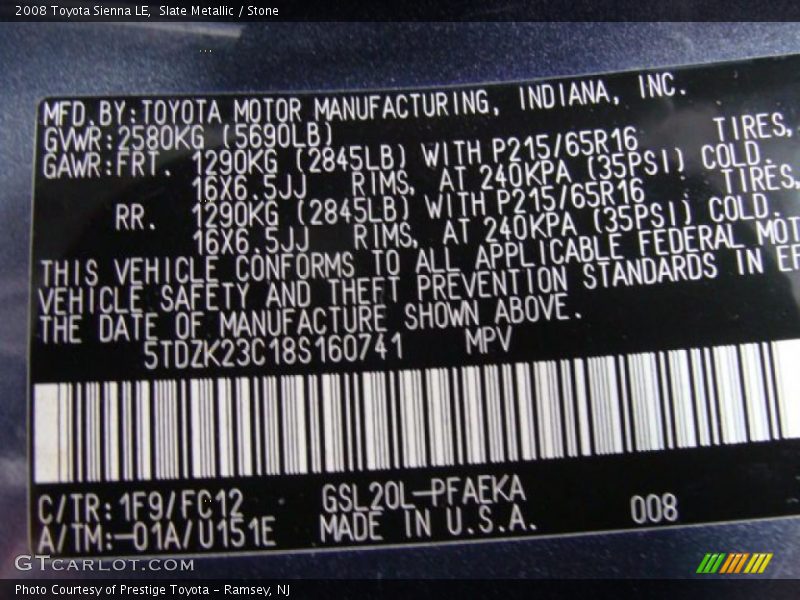 2008 Toyota Sienna LE, Slate Metallic / Stone
MFD.BY:TOYOTA MOTOR MANUFACTURING, INDIANA, INC.
GVWR:2580KG (5690LB)
GAWR:FRT. 1290KG (2845LB) WITH P215/65R16 TIRES,
16X6.5JJ RIMS, AT 240KPA (35PSI) COLD.
RR. 1290KG (2845LB) WITH P215/65R16 TIRES,
16X6.5JJ RIMS, AT 240KPA (35PSI) COLD.
THIS VEHICLE CONFORMS TO ALL APPLICABLE FEDERAL MOT
VEHICLE SAFETY AND THEFT PREVENTION STANDARDS IN EF
THE DATE OF MANUFACTURE SHOWN ABOVE.
5TDZK23C18S160741 MPV
C/TR:1F9/FC12 GSL20L-PFAEKA 008
A/TM:-01A/U151E MADE IN U.S.A.
GTCARLOT.COM
Photo Courtesy of Prestige Toyota - Ramsey, NJ